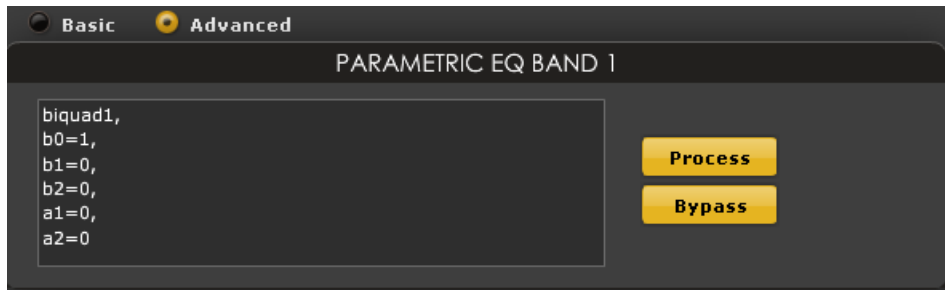 Basic Advanced
PARAMETRIC EQ BAND 1
biquad1,
b0=1,
b1=0,
b2=0,
a1=0,
a2=0
Process
Bypass